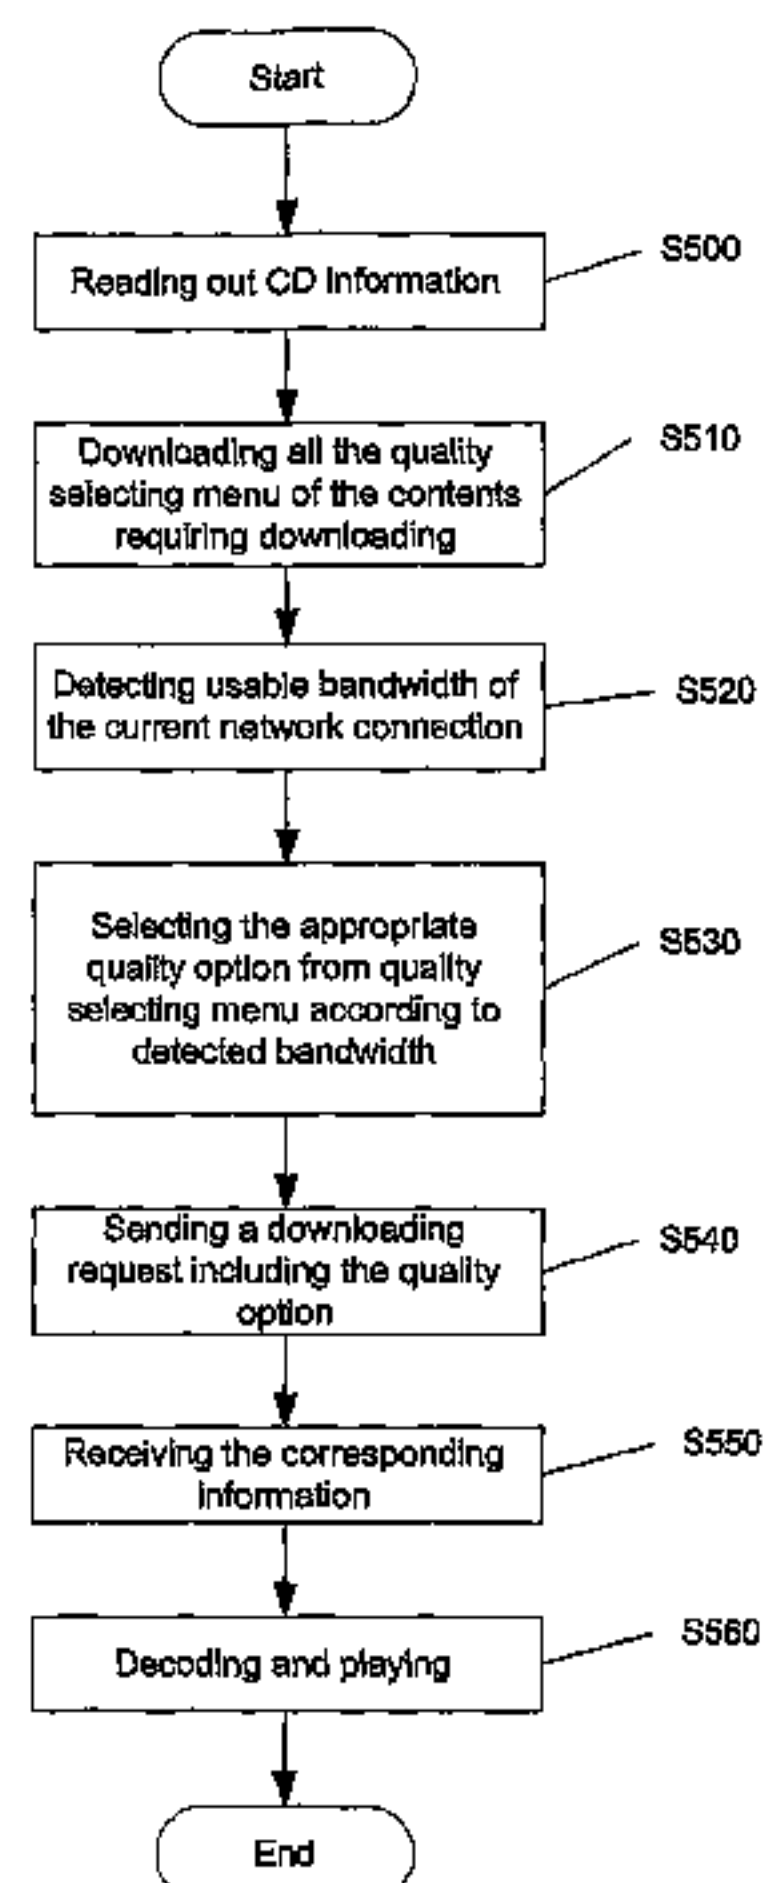 Start
Reading out CD Information
S500
Downloading all the quality
selecting menu of the contents
requiring downloading
S510
Detecting usable bandwidth of
the current network connection
S520
Selecting the appropriate
quality option from quality
selecting menu according to
detected bandwidth
S530
Sending a downloading
request including the quality
option
S540
Receiving the corresponding
Information
S550
Decoding and playing
S560
End